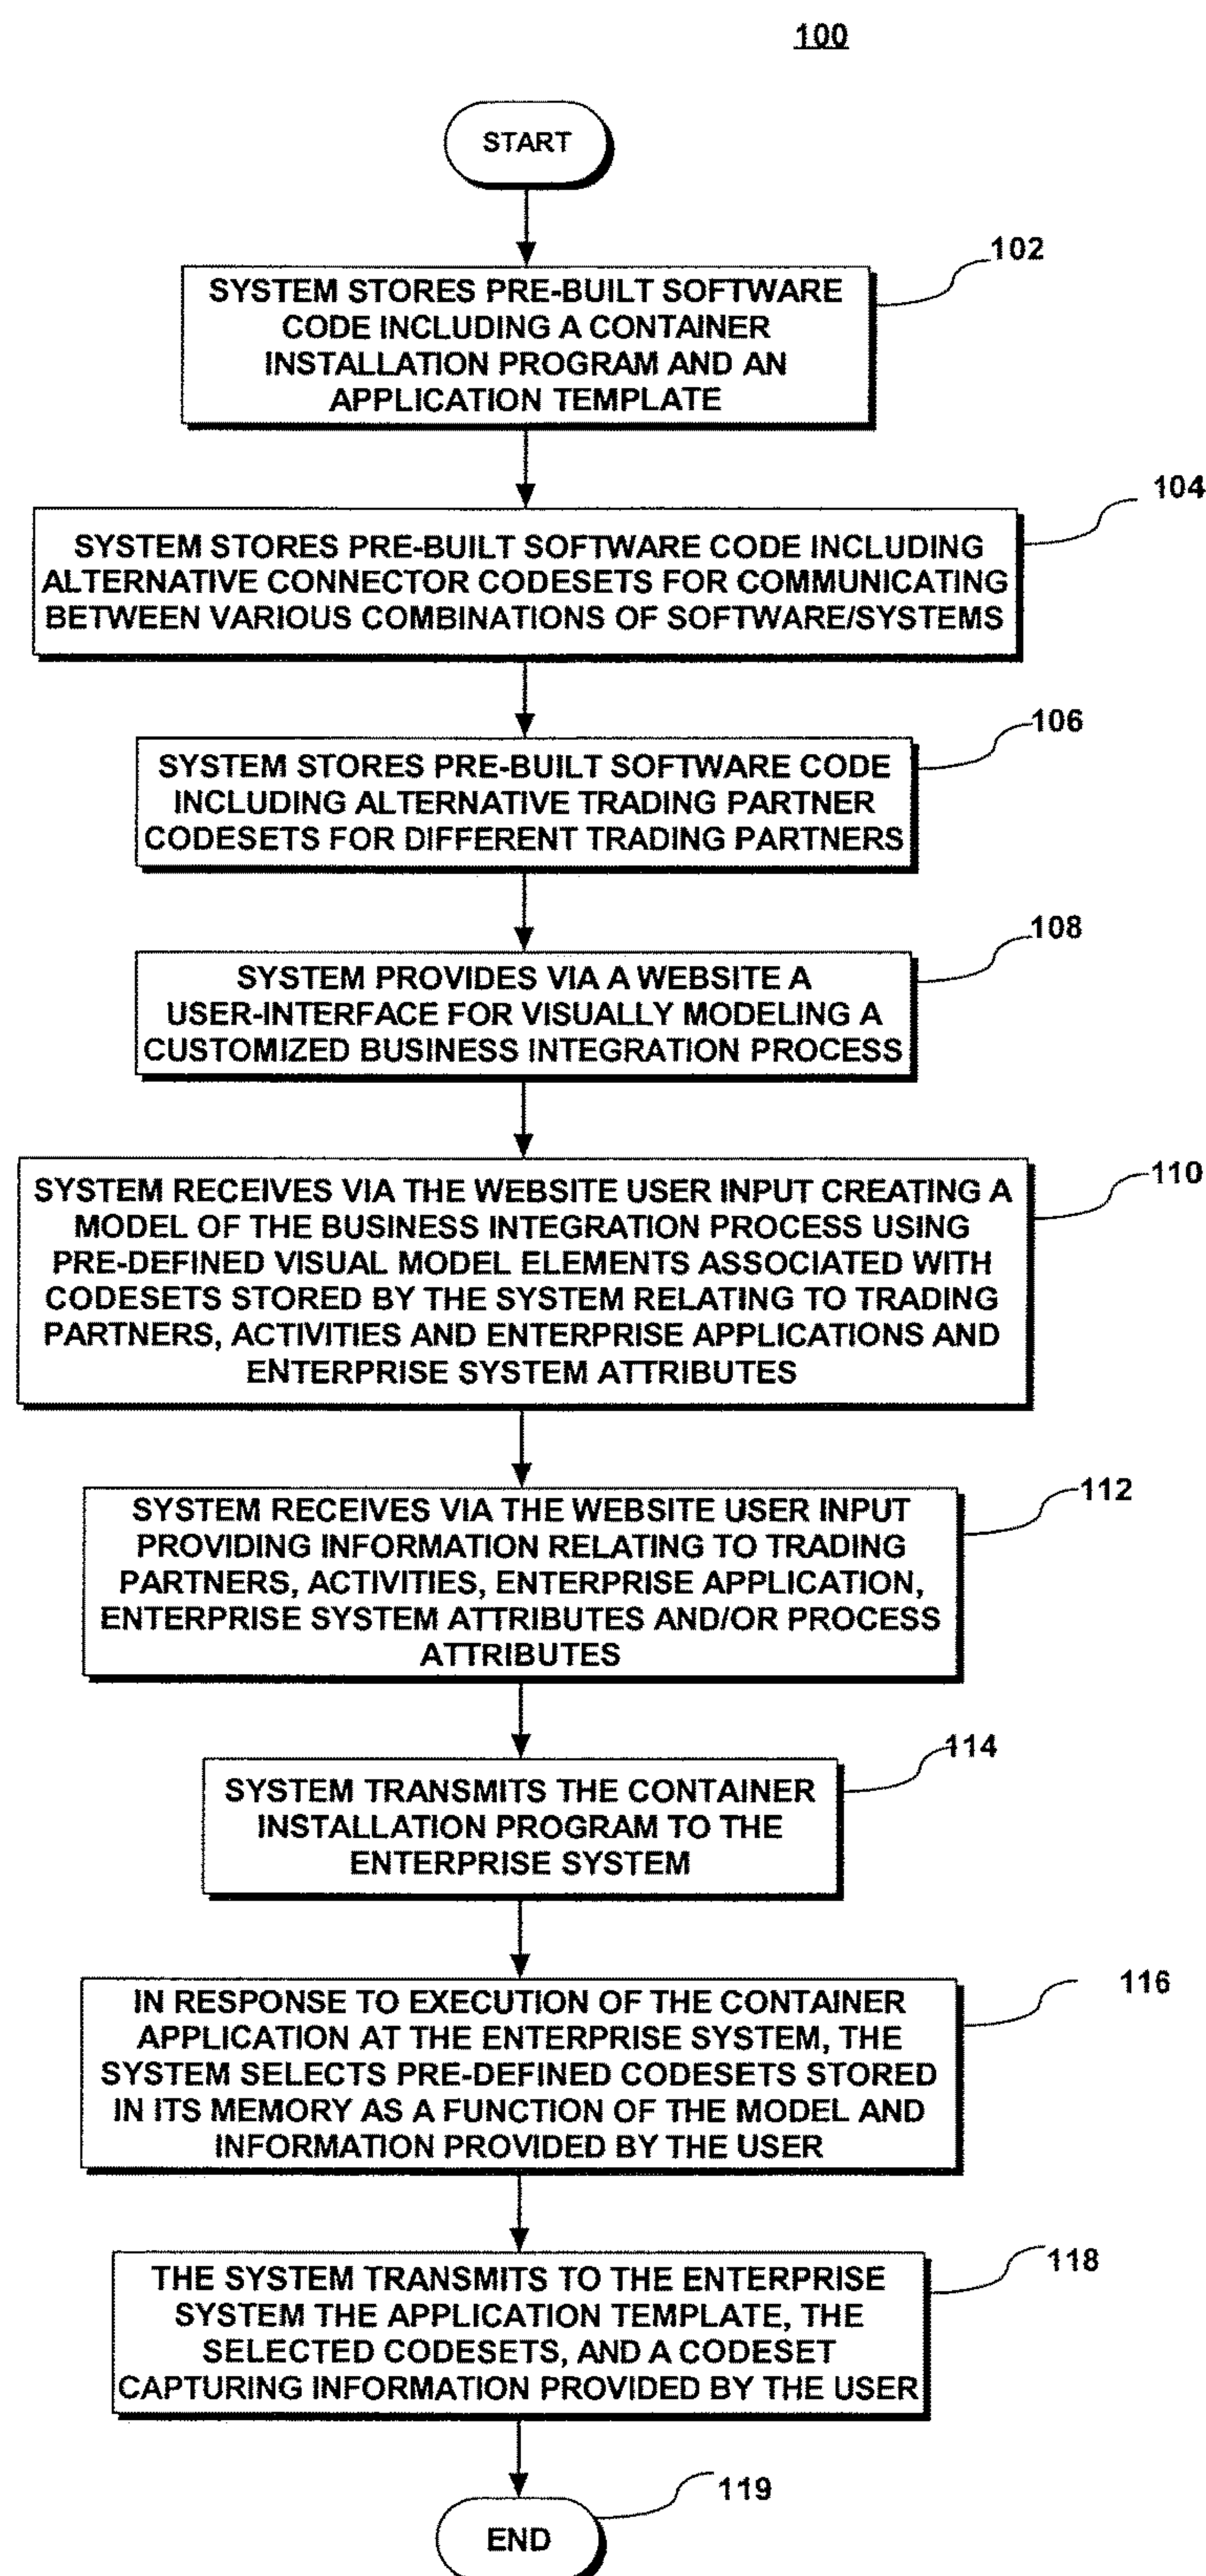 100
START
102
SYSTEM STORES PRE-BUILT SOFTWARE
CODE INCLUDING A CONTAINER
INSTALLATION PROGRAM AND AN
APPLICATION TEMPLATE
104
SYSTEM STORES PRE-BUILT SOFTWARE CODE INCLUDING
ALTERNATIVE CONNECTOR CODESETS FOR COMMUNICATING
BETWEEN VARIOUS COMBINATIONS OF SOFTWARE/SYSTEMS
106
SYSTEM STORES PRE-BUILT SOFTWARE CODE
INCLUDING ALTERNATIVE TRADING PARTNER
CODESETS FOR DIFFERENT TRADING PARTNERS
108
SYSTEM PROVIDES VIA A WEBSITE A
USER-INTERFACE FOR VISUALLY MODELING A
CUSTOMIZED BUSINESS INTEGRATION PROCESS
110
SYSTEM RECEIVES VIA THE WEBSITE USER INPUT CREATING A
MODEL OF THE BUSINESS INTEGRATION PROCESS USING
PRE-DEFINED VISUAL MODEL ELEMENTS ASSOCIATED WITH
CODESETS STORED BY THE SYSTEM RELATING TO TRADING
PARTNERS, ACTIVITIES AND ENTERPRISE APPLICATIONS AND
ENTERPRISE SYSTEM ATTRIBUTES
112
SYSTEM RECEIVES VIA THE WEBSITE USER INPUT
PROVIDING INFORMATION RELATING TO TRADING
PARTNERS, ACTIVITIES, ENTERPRISE APPLICATION,
ENTERPRISE SYSTEM ATTRIBUTES AND/OR PROCESS
ATTRIBUTES
114
SYSTEM TRANSMITS THE CONTAINER
INSTALLATION PROGRAM TO THE
ENTERPRISE SYSTEM
116
IN RESPONSE TO EXECUTION OF THE CONTAINER
APPLICATION AT THE ENTERPRISE SYSTEM, THE
SYSTEM SELECTS PRE-DEFINED CODESETS STORED
IN ITS MEMORY AS A FUNCTION OF THE MODEL AND
INFORMATION PROVIDED BY THE USER
118
THE SYSTEM TRANSMITS TO THE ENTERPRISE
SYSTEM THE APPLICATION TEMPLATE, THE
SELECTED CODESETS, AND A CODESET
CAPTURING INFORMATION PROVIDED BY THE USER
119
END